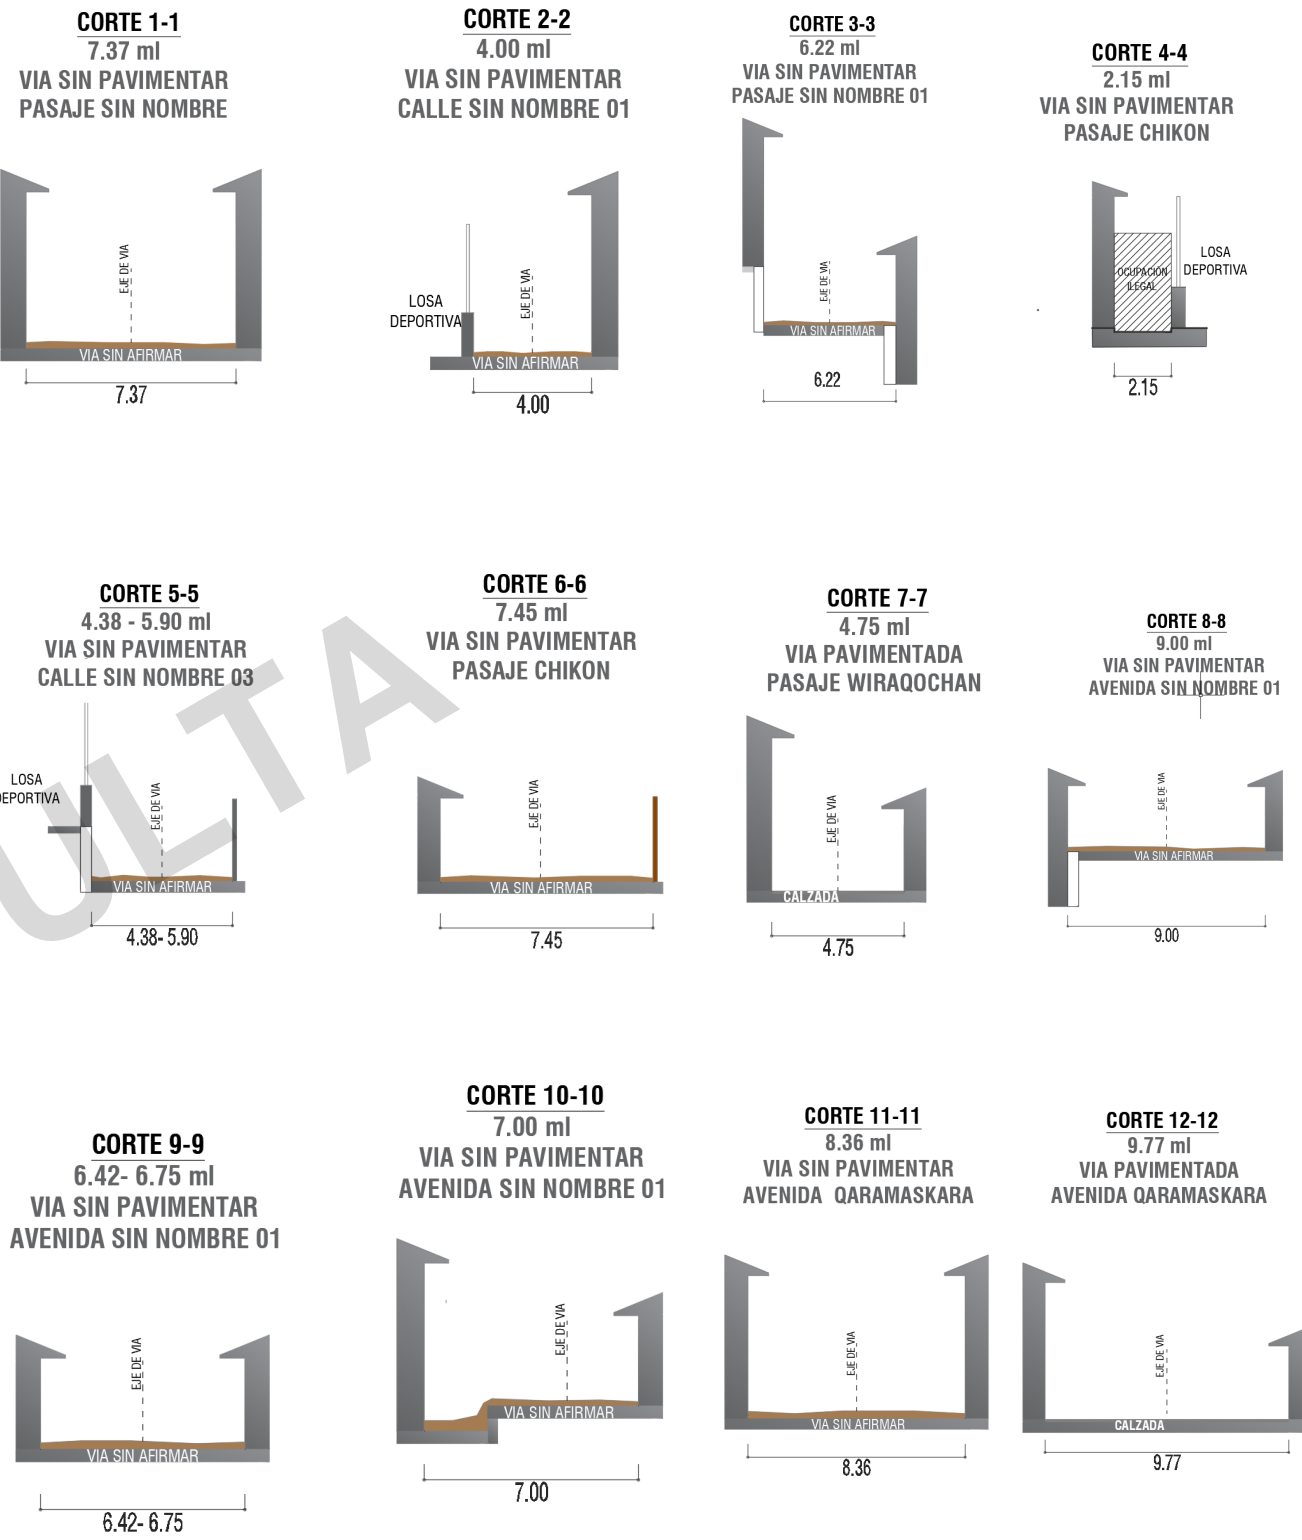 CORTE 1-1
7.37 ml
VIA SIN PAVIMENTAR
PASAJE SIN NOMBRE
EJE DE VIA
VIA SIN AFIRMAR
7.37
CORTE 2-2
4.00 ml
VIA SIN PAVIMENTAR
CALLE SIN NOMBRE 01
LOSA
DEPORTIVA
EJE DE VIA
VIA SIN AFIRMAR
4.00
CORTE 3-3
6.22 ml
VIA SIN PAVIMENTAR
PASAJE SIN NOMBRE 01
EJE DE VIA
VIA SIN AFIRMAR
6.22
CORTE 4-4
2.15 ml
VIA SIN PAVIMENTAR
PASAJE CHIKON
OCUPACIÓN
ILEGAL
LOSA
DEPORTIVA
2.15
CORTE 5-5
4.38 - 5.90 ml
VIA SIN PAVIMENTAR
CALLE SIN NOMBRE 03
LOSA
DEPORTIVA
EJE DE VIA
VIA SIN AFIRMAR
4.38- 5.90
ULTA
CORTE 6-6
7.45 ml
VIA SIN PAVIMENTAR
PASAJE CHIKON
EJE DE VIA
VIA SIN AFIRMAR
7.45
CORTE 7-7
4.75 ml
VIA PAVIMENTADA
PASAJE WIRAQOCHAN
EJE DE VIA
CALZADA
4.75
CORTE 8-8
9.00 ml
VIA SIN PAVIMENTAR
AVENIDA SIN NOMBRE 01
EJE DE VIA
VIA SIN AFIRMAR
9.00
CORTE 9-9
6.42- 6.75 ml
VIA SIN PAVIMENTAR
AVENIDA SIN NOMBRE 01
EJE DE VIA
VIA SIN AFIRMAR
6.42- 6.75
CORTE 10-10
7.00 ml
VIA SIN PAVIMENTAR
AVENIDA SIN NOMBRE 01
EJE DE VIA
VIA SIN AFIRMAR
7.00
CORTE 11-11
8.36 ml
VIA SIN PAVIMENTAR
AVENIDA QARAMASKARA
EJE DE VIA
VIA SIN AFIRMAR
8.36
CORTE 12-12
9.77 ml
VIA PAVIMENTADA
AVENIDA QARAMASKARA
EJE DE VIA
CALZADA
9.77